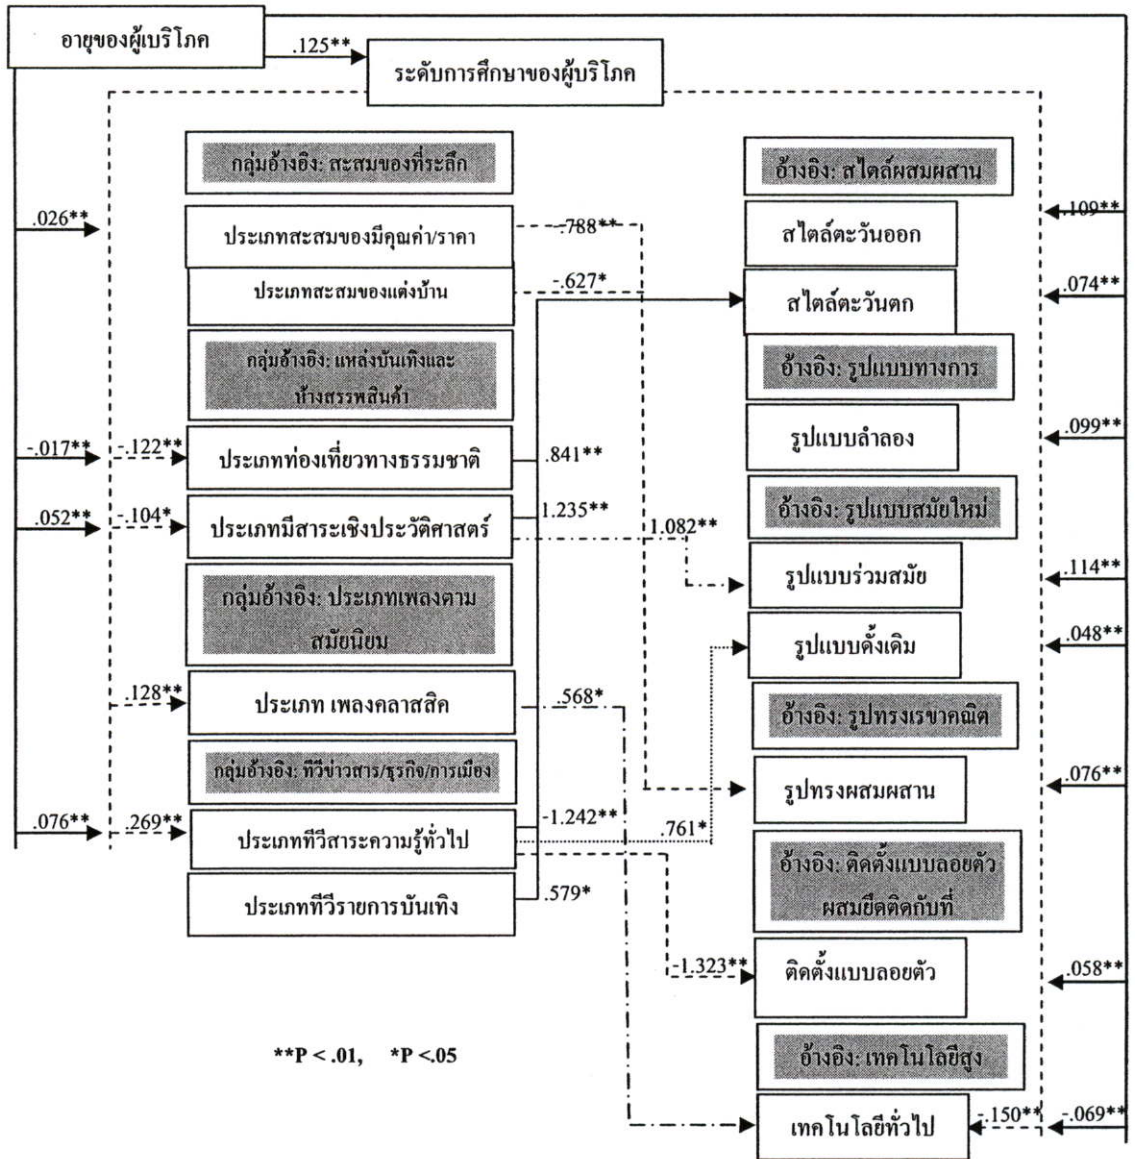 อายุของผู้เบริโภค
.125**
ระดับการศึกษาของผู้บริโภค
กลุ่มอ้างอิง: สะสมของที่ระลึก
อ้างอิง: สไตล์ผสมผสาน
.026**
ประเภทสะสมของมีคุณค่า/ราคา
-.788**
สไตล์ตะวันออก
.109**
ประเภทสะสมของแต่งบ้าน
-.627*
สไตล์ตะวันตก
.074**
กลุ่มอ้างอิง: แหล่งบันเทิงและ
ห้างสรรพสินค้า
อ้างอิง: รูปแบบทางการ
-.017**
-.122**
ประเภทท่องเที่ยวทางธรรมชาติ
.841**
รูปแบบลำลอง
.099**
.052**
-.104*
ประเภทมีสาระเชิงประวัติศาสตร์
1.235**
1.082**
อ้างอิง: รูปแบบสมัยใหม่
กลุ่มอ้างอิง: ประเภทเพลงตาม
สมัยนิยม
รูปแบบร่วมสมัย
.114**
รูปแบบดั้งเดิม
.048**
.128**
ประเภท เพลงคลาสสิค
.568*
อ้างอิง: รูปทรงเรขาคณิต
กลุ่มอ้างอิง: ทีวีข่าวสาร/ธุรกิจ/การเมือง
รูปทรงผสมผสาน
.076**
.076**
.269**
ประเภททีวีสาระความรู้ทั่วไป
-1.242**
.761*
อ้างอิง: ติดตั้งแบบลอยตัว
ผสมยึดติดกับที่
ประเภททีวีรายการบันเทิง
.579*
-1.323**
ติดตั้งแบบลอยตัว
.058**
**P < .01, *P <.05
อ้างอิง: เทคโนโลยีสูง
เทคโนโลยีทั่วไป
-.150**
-.069**